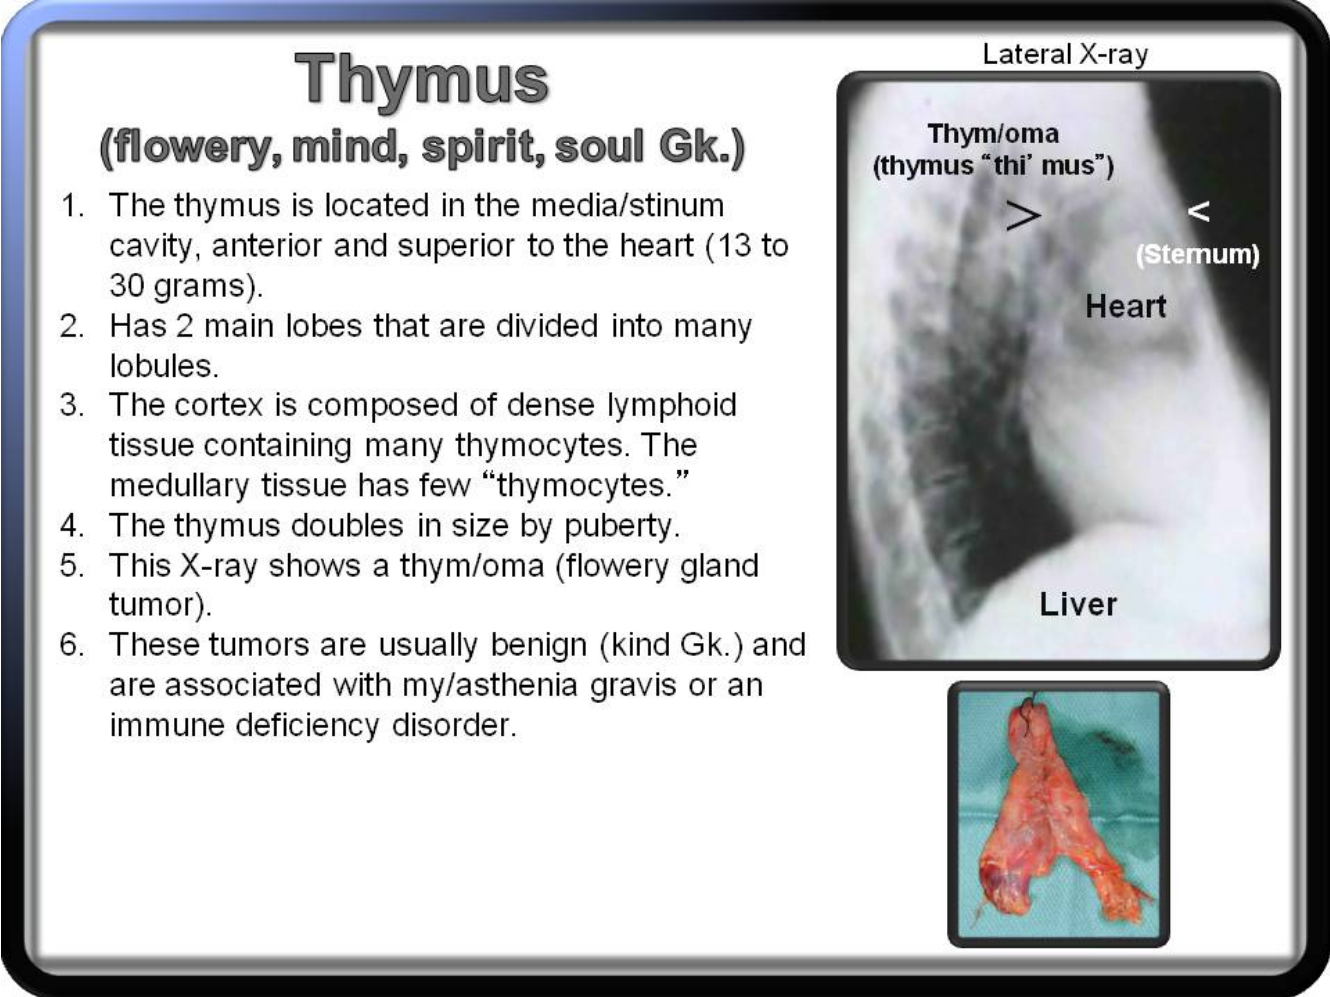 Thymus
(flowery, mind, spirit, soul Gk.)
1. The thymus is located in the media/stinum
cavity, anterior and superior to the heart (13 to
30 grams).
2. Has 2 main lobes that are divided into many
lobules.
3. The cortex is composed of dense lymphoid
tissue containing many thymocytes. The
medullary tissue has few “thymocytes.”
4. The thymus doubles in size by puberty.
5. This X-ray shows a thym/oma (flowery gland
tumor).
6. These tumors are usually benign (kind Gk.) and
are associated with my/asthenia gravis or an
immune deficiency disorder.
Lateral X-ray
Thym/oma
(thymus “thi’ mus”)
> <
(Sternum)
Heart
Liver